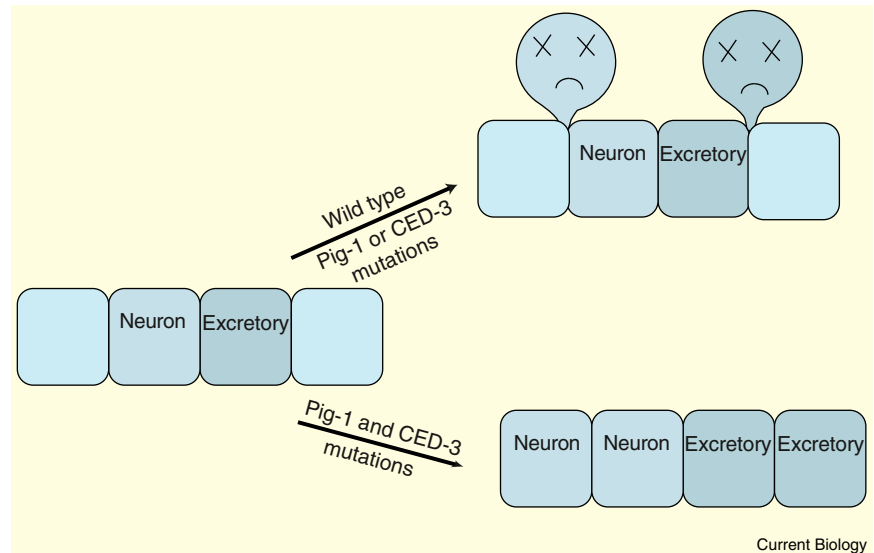 Neuron
Excretory
Wild type
Pig-1 or CED-3
mutations
Neuron
Excretory
Pig-1 and CED-3
mutations
Neuron
Neuron
Excretory
Excretory
Current Biology